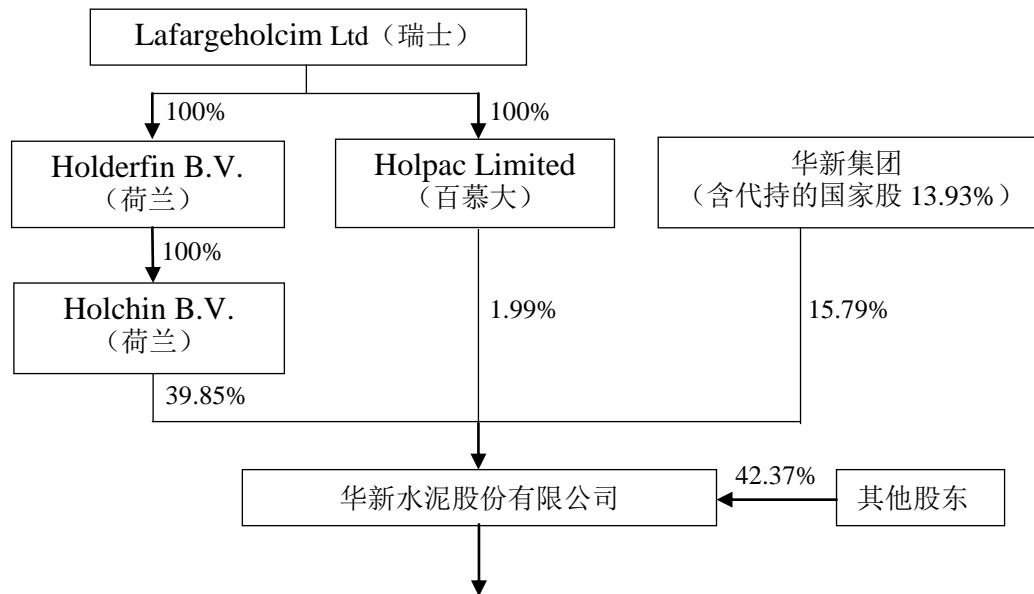 Lafargeholcim Ltd（瑞士）
100%
100%
Holderfin B.V.
（荷兰）
Holpac Limited
（百慕大）
华新集团
（含代持的国家股 13.93%）
100%
Holchin B.V.
（荷兰）
1.99%
15.79%
39.85%
华新水泥股份有限公司
42.37%
其他股东